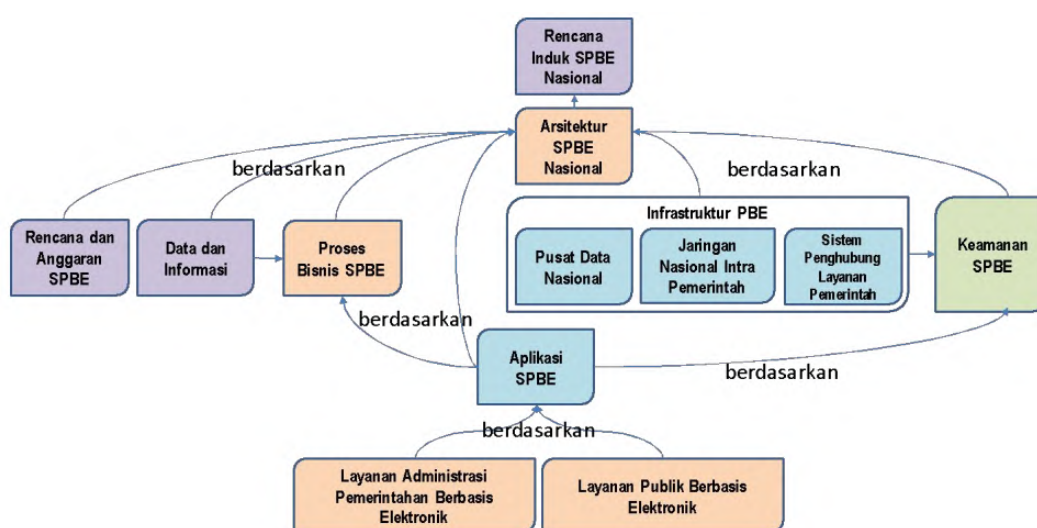 Rencana
Induk SPBE
Nasional
Arsitektur
SPBE
Nasional
berdasarkan
berdasarkan
Rencana dan
Anggaran
SPBE
Data dan
Informasi
Proses
Bisnis SPBE
Infrastruktur PBE
Pusat Data
Nasional
Jaringan
Nasional Intra
Pemerintah
Sistem
Penghubung
Layanan
Pemerintah
Keamanan
SPBE
berdasarkan
Aplikasi
SPBE
berdasarkan
berdasarkan
Layanan Administrasi
Pemerintahan Berbasis
Elektronik
Layanan Publik Berbasis
Elektronik